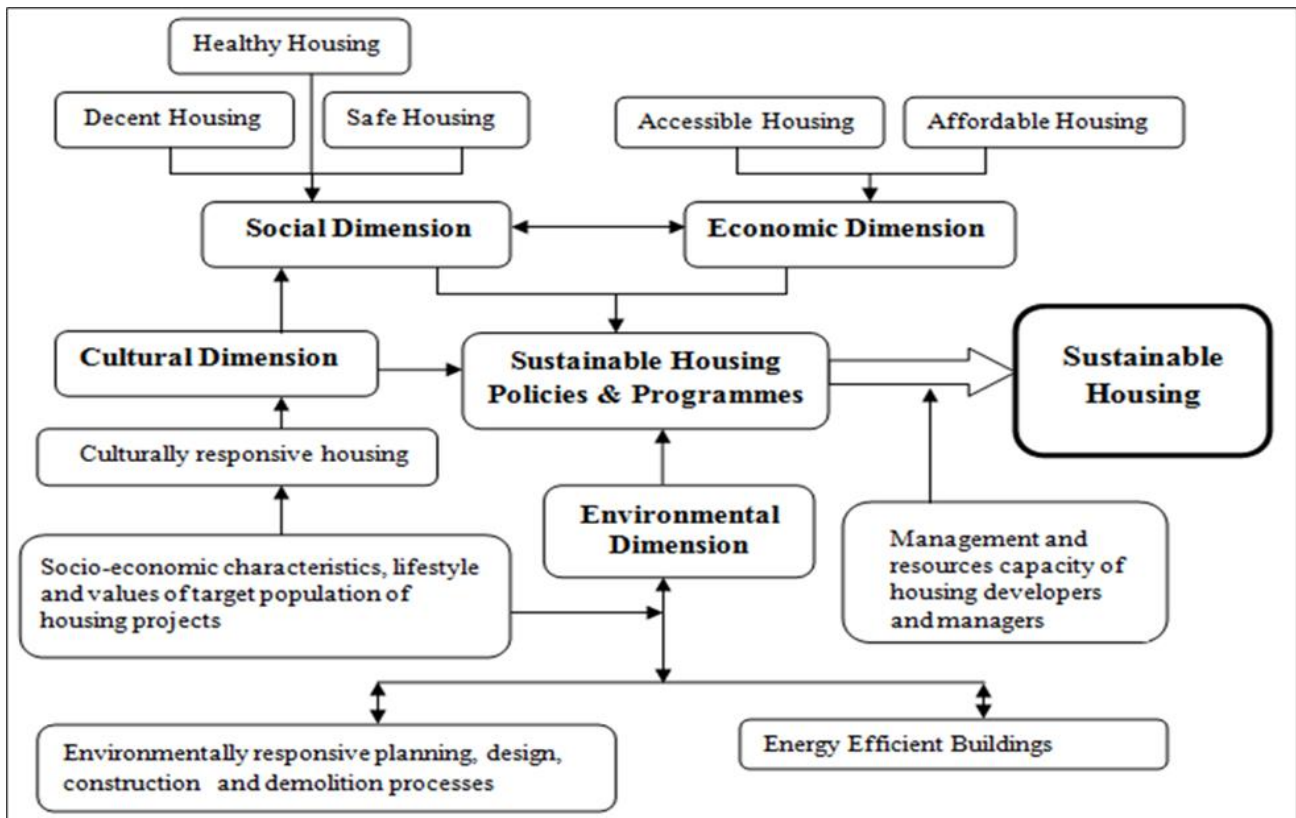 Healthy Housing
Decent Housing
Safe Housing
Accessible Housing
Affordable Housing
Social Dimension
Economic Dimension
Cultural Dimension
Sustainable Housing
Policies & Programmes
Sustainable
Housing
Culturally responsive housing
Environmental
Dimension
Management and
resources capacity of
housing developers
and managers
Socio-economic characteristics, lifestyle
and values of target population of
housing projects
Environmentally responsive planning, design,
construction and demolition processes
Energy Efficient Buildings